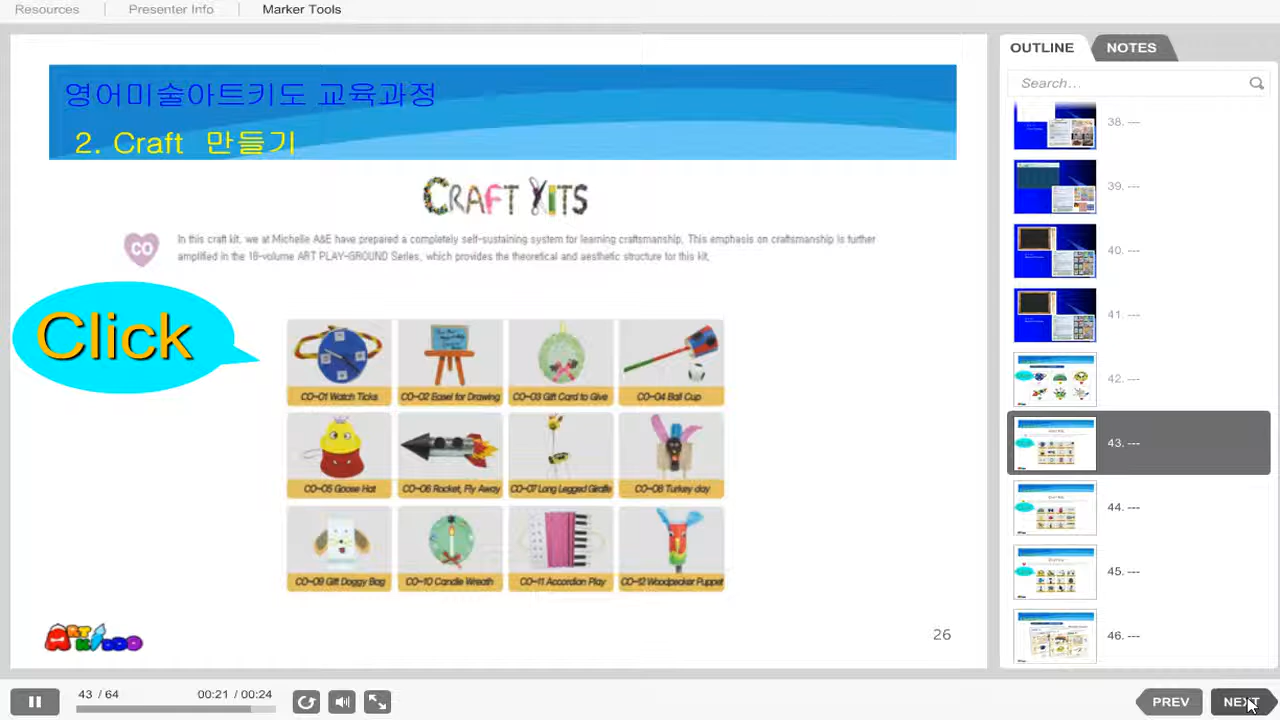 Resources
Presenter Info
Marker Tools
영어미술아트키도 교육과정
2. Craft 만들기
CRAFT KITS
CO
In this craft kit, we at Michelle A&E have prepared a completely self-sustaining system for learning craftsmanship. This emphasis on craftsmanship is further
amplified in the 18-volume ART PLAY-GROUND Series, which provides the theoretical and aesthetic structure for this kit.
Click
CO-01 Watch Ticks
CO-02 Easel for Drawing
CO-03 Gift Card to Give
CO-04 Ball Cup
CO-05 Goose Hat
CO-06 Rocket, Fly Away
CO-07 Long Legged Giraffe
CO-08 Turkey day
CO-09 Gift Doggy Bag
CO-10 Candle Wreath
CO-11 Accordion Play
CO-12 Woodpecker Puppet
ART KIDOO
26
OUTLINE
NOTES
Search...
38. ---
39. ---
40. ---
41. ---
42. ---
43. ---
44. ---
45. ---
46. ---
43 / 64
00:21 / 00:24
PREV
NEXT